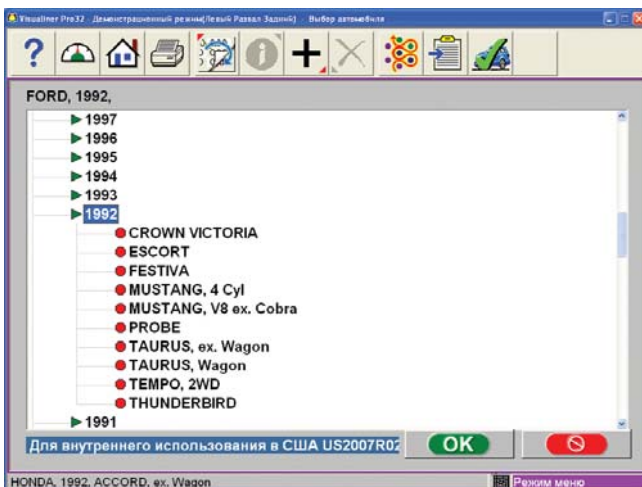 Visualiner Pro32 - Демонстрационный режим(Левый Развал Задний) - Выбор автомобиля
FORD, 1992,
1997
1996
1995
1994
1993
1992
CROWN VICTORIA
ESCORT
FESTIVA
MUSTANG, 4 Cyl
MUSTANG, V8 ex. Cobra
PROBE
TAURUS, ex. Wagon
TAURUS, Wagon
TEMPO, 2WD
THUNDERBIRD
1991
Для внутреннего использования в США US2007R02
OK
HONDA, 1992, ACCORD, ex. Wagon
Режим меню